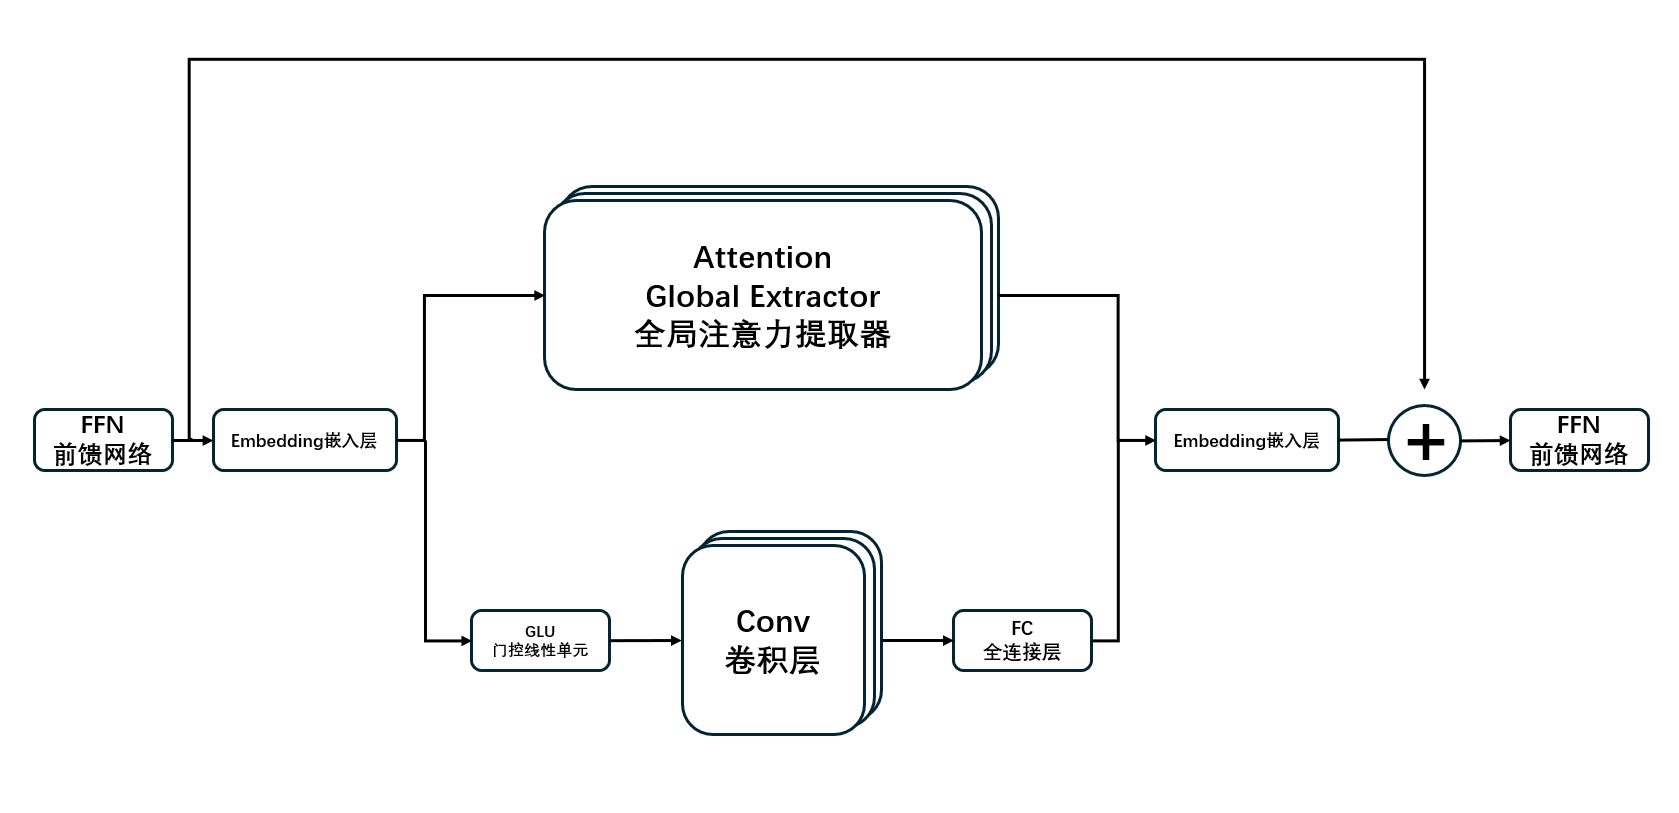 Attention
Global Extractor
全局注意力提取器
FFN
前馈网络
Embedding嵌入层
Embedding嵌入层
+
FFN
前馈网络
GLU
门控线性单元
Conv
卷积层
FC
全连接层